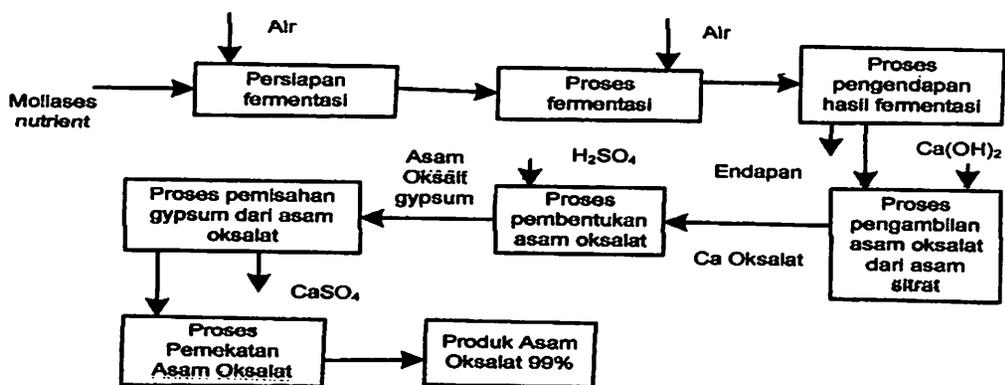 Air
Air
Mollases
nutrient
Persiapan
fermentasi
Proses
fermentasi
Proses
pengendapan
hasil fermentasi
Endapan
Ca(OH)₂
Proses
pengambilan
asam oksalat
dari asam
sitrat
Ca Oksalat
H₂SO₄
Proses
pembentukan
asam oksalat
Asam
gypsum
Proses pemisahan
gypsum dari asam
oksalat
CaSO₄
Proses
Pemekatan
Asam Oksalat
Produk Asam
Oksalat 99%